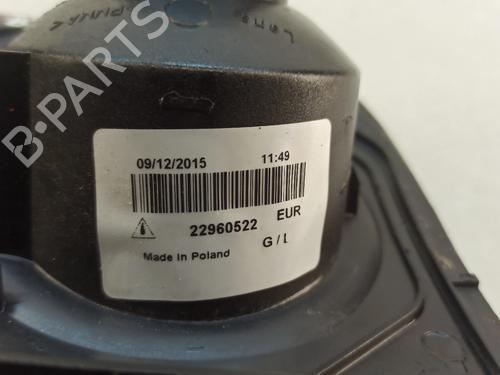 B-PARTS
09/12/2015 11:49
22960522 EUR
G / L
Made in Poland